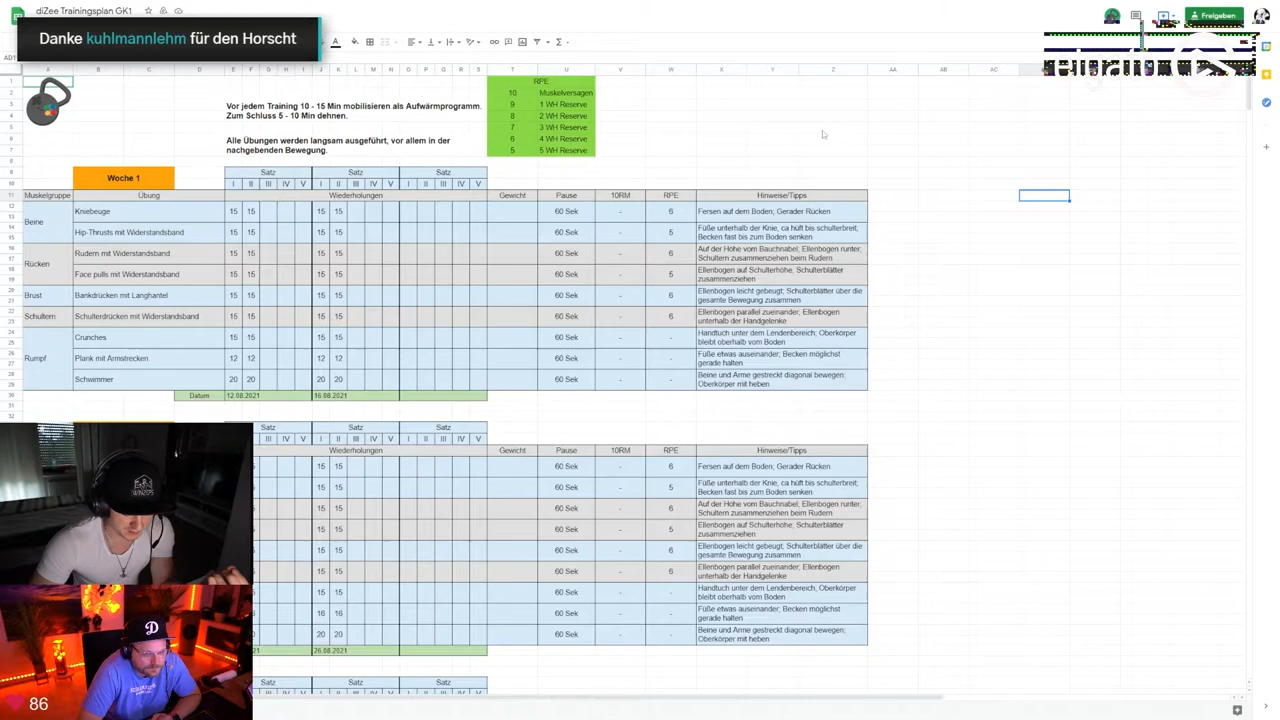 diZee Trainingsplan GK1
Freigeben
Danke kuhlmannlehm für den Horscht
Vor jedem Training 10 - 15 Min mobilisieren als Aufwärmprogramm.
Zum Schluss 5 - 10 Min dehnen.
Alle Übungen werden langsam ausgeführt, vor allem in der
nachgebenden Bewegung.
RPE
10 Muskelversagen
9 1 WH Reserve
8 2 WH Reserve
7 3 WH Reserve
6 4 WH Reserve
5 5 WH Reserve
Woche 1
Satz Satz Satz
I II III IV V I II III IV V I II III IV V
Muskelgruppe Übung Wiederholungen Gewicht Pause 10RM RPE Hinweise/Tipps
Beine
Kniebeuge 15 15 15 15 60 Sek - 6 Fersen auf dem Boden; Gerader Rücken
Hip-Thrusts mit Widerstandsband 15 15 15 15 60 Sek - 5 Füße unterhalb der Knie, ca hüft bis schulterbreit;
Becken fast bis zum Boden senken
Rücken
Rudern mit Widerstandsband 15 15 15 15 60 Sek - 6 Auf der Höhe vom Bauchnabel; Ellenbogen runter;
Schultern zusammenziehen beim Rudern
Face pulls mit Widerstandsband 15 15 15 15 60 Sek - 5 Ellenbogen auf Schulterhöhe; Schulterblätter
zusammenziehen
Brust Bankdrücken mit Langhantel 15 15 15 15 60 Sek - 6 Ellenbogen leicht gebeugt; Schulterblätter über die
gesamte Bewegung zusammen
Schultern Schulterdrücken mit Widerstandsband 15 15 15 15 60 Sek - 6 Ellenbogen parallel zueinander; Ellenbogen
unterhalb der Handgelenke
Rumpf
Crunches 15 15 15 15 60 Sek - - Handtuch unter dem Lendenbereich; Oberkörper
bleibt oberhalb vom Boden
Plank mit Armstrecken 12 12 12 12 60 Sek - - Füße etwas auseinander; Becken möglichst
gerade halten
Schwimmer 20 20 20 20 60 Sek - - Beine und Arme gestreckt diagonal bewegen;
Oberkörper mit heben
Datum 12.08.2021 16.08.2021
Satz Satz Satz
III IV V I II III IV V I II III IV V
Wiederholungen Gewicht Pause 10RM RPE Hinweise/Tipps
15 15 60 Sek - 6 Fersen auf dem Boden; Gerader Rücken
15 15 60 Sek - 5 Füße unterhalb der Knie, ca hüft bis schulterbreit;
Becken fast bis zum Boden senken
15 15 60 Sek - 6 Auf der Höhe vom Bauchnabel; Ellenbogen runter;
Schultern zusammenziehen beim Rudern
15 15 60 Sek - 5 Ellenbogen auf Schulterhöhe; Schulterblätter
zusammenziehen
15 15 60 Sek - 6 Ellenbogen leicht gebeugt; Schulterblätter über die
gesamte Bewegung zusammen
15 15 60 Sek - 6 Ellenbogen parallel zueinander; Ellenbogen
unterhalb der Handgelenke
15 15 60 Sek - - Handtuch unter dem Lendenbereich; Oberkörper
bleibt oberhalb vom Boden
16 16 60 Sek - - Füße etwas auseinander; Becken möglichst
gerade halten
20 20 60 Sek - - Beine und Arme gestreckt diagonal bewegen;
Oberkörper mit heben
2021 26.08.2021
Satz Satz Satz
D
86